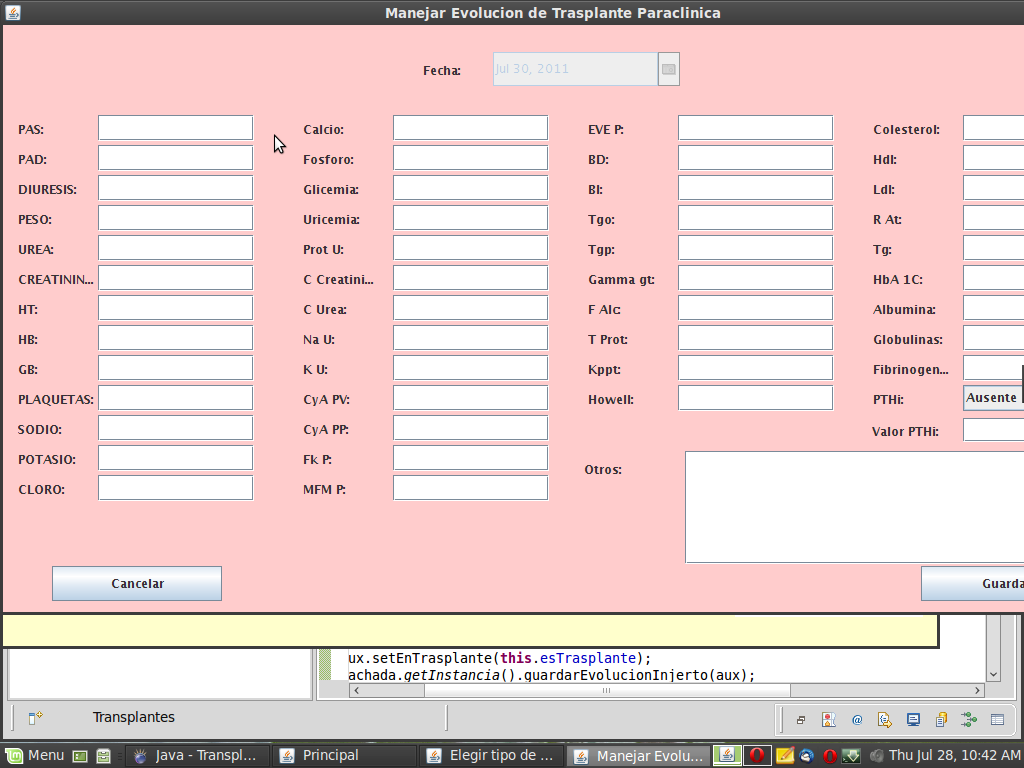 Manejar Evolucion de Trasplante Paraclinica
Fecha: Jul 30, 2011
PAS: Calcio: EVE P: Colesterol:
PAD: Fosforo: BD: Hdl:
DIURESIS: Glicemia: BI: Ldl:
PESO: Uricemia: Tgo: R At:
UREA: Prot U: Tgp: Tg:
CREATININ... C Creatini... Gamma gt: HbA 1C:
HT: C Urea: F Alc: Albumina:
HB: Na U: T Prot: Globulinas:
GB: K U: Kppt: Fibrinogen...
PLAQUETAS: CyA PV: Howell: PTHi: Ausente
SODIO: CyA PP: Valor PTHi:
POTASIO: Fk P: Otros:
CLORO: MFM P:
Cancelar Guarda
ux.setEnTrasplante(this.esTrasplante);
achada.getInstancia().guardarEvolucionInjerto(aux);
Transplantes
Menu Java - Transpl... Principal Elegir tipo de ... Manejar Evolu... Thu Jul 28, 10:42 AM